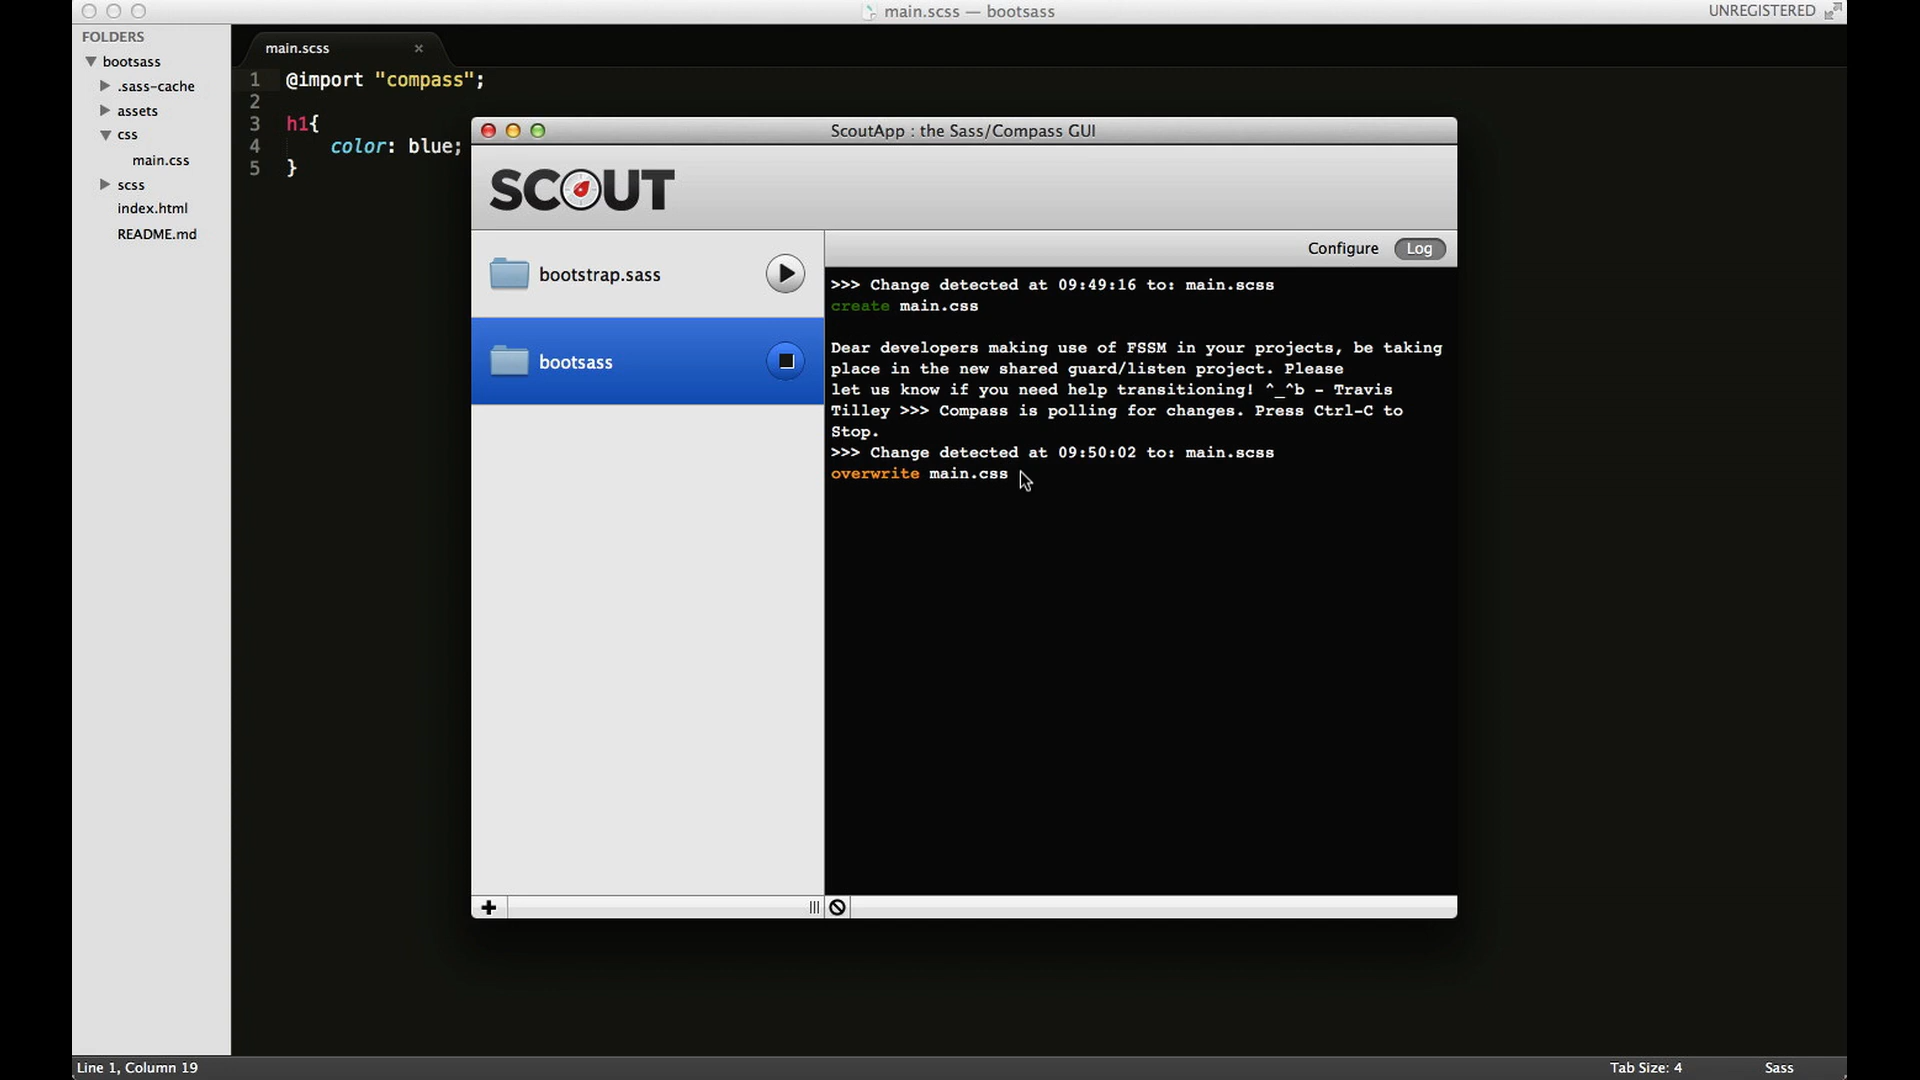 main.scss — bootsass
UNREGISTERED
FOLDERS
bootsass
.sass-cache
assets
css
main.css
scss
index.html
README.md
main.scss ×
1 @import "compass";
2
3 h1{
4 color: blue;
5 }
ScoutApp : the Sass/Compass GUI
SCOUT
bootstrap.sass
bootsass
Configure Log
>>> Change detected at 09:49:16 to: main.scss
create main.css
Dear developers making use of FSSM in your projects, be taking
place in the new shared guard/listen project. Please
let us know if you need help transitioning! ^_^b - Travis
Tilley >>> Compass is polling for changes. Press Ctrl-C to
Stop.
>>> Change detected at 09:50:02 to: main.scss
overwrite main.css
Line 1, Column 19
Tab Size: 4
Sass